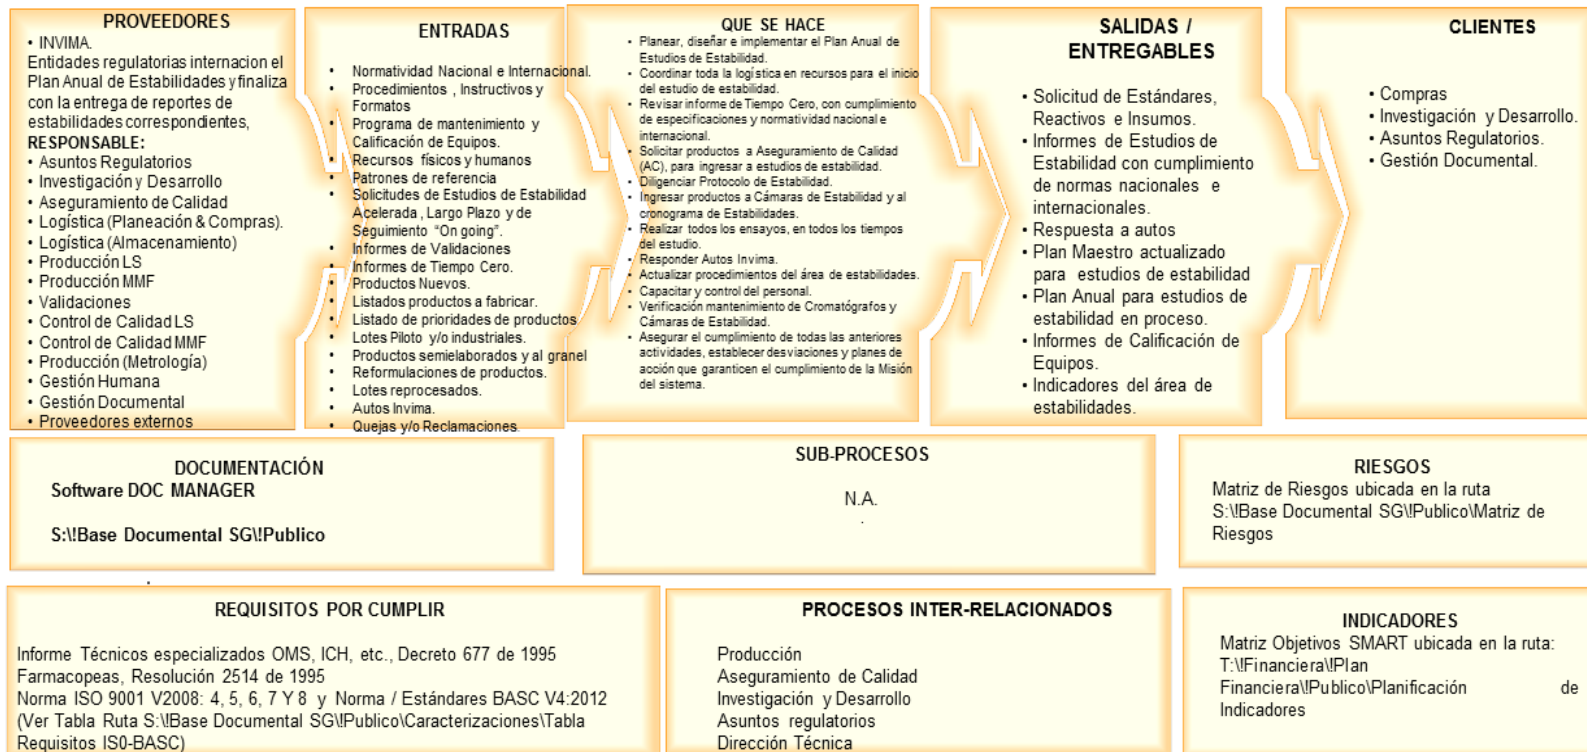 PROVEEDORES
• INVIMA.
Entidades regulatorias internacion el
Plan Anual de Estabilidades y finaliza
con la entrega de reportes de
estabilidades correspondientes,
RESPONSABLE:
• Asuntos Regulatorios
• Investigación y Desarrollo
• Aseguramiento de Calidad
• Logística (Planeación & Compras).
• Logística (Almacenamiento)
• Producción LS
• Producción MMF
• Validaciones
• Control de Calidad LS
• Control de Calidad MMF
• Producción (Metrología)
• Gestión Humana
• Gestión Documental
• Proveedores externos
ENTRADAS
• Normatividad Nacional e Internacional.
• Procedimientos , Instructivos y
Formatos
• Programa de mantenimiento y
Calificación de Equipos.
• Recursos físicos y humanos
• Patrones de referencia
• Solicitudes de Estudios de Estabilidad
Acelerada , Largo Plazo y de
Seguimiento “On going”.
• Informes de Validaciones
• Informes de Tiempo Cero.
• Productos Nuevos.
• Listados productos a fabricar.
• Listado de prioridades de productos
• Lotes Piloto y/o industriales.
• Productos semielaborados y al granel
• Reformulaciones de productos.
• Lotes reprocesados.
• Autos Invima.
• Quejas y/o Reclamaciones.
QUE SE HACE
• Planear, diseñar e implementar el Plan Anual de
Estudios de Estabilidad.
• Coordinar toda la logística en recursos para el inicio
del estudio de estabilidad.
• Revisar informe de Tiempo Cero, con cumplimiento
de especificaciones y normatividad nacional e
internacional.
• Solicitar productos a Aseguramiento de Calidad
(AC), para ingresar a estudios de estabilidad.
• Diligenciar Protocolo de Estabilidad.
• Ingresar productos a Cámaras de Estabilidad y al
cronograma de Estabilidades.
• Realizar todos los ensayos, en todos los tiempos
del estudio.
• Responder Autos Invima.
• Actualizar procedimientos del área de estabilidades.
• Capacitar y control del personal.
• Verificación mantenimiento de Cromatógrafos y
Cámaras de Estabilidad.
• Asegurar el cumplimiento de todas las anteriores
actividades, establecer desviaciones y planes de
acción que garanticen el cumplimiento de la Misión
del sistema.
SALIDAS /
ENTREGABLES
• Solicitud de Estándares,
Reactivos e Insumos.
• Informes de Estudios de
Estabilidad con cumplimiento
de normas nacionales e
internacionales.
• Respuesta a autos
• Plan Maestro actualizado
para estudios de estabilidad
• Plan Anual para estudios de
estabilidad en proceso.
• Informes de Calificación de
Equipos.
• Indicadores del área de
estabilidades.
CLIENTES
• Compras
• Investigación y Desarrollo.
• Asuntos Regulatorios.
• Gestión Documental.
DOCUMENTACIÓN
Software DOC MANAGER
S:\!Base Documental SG\!Publico
.
SUB-PROCESOS
N.A.
.
RIESGOS
Matriz de Riesgos ubicada en la ruta
S:\!Base Documental SG\!Publico\Matriz de
Riesgos
REQUISITOS POR CUMPLIR
Informe Técnicos especializados OMS, ICH, etc., Decreto 677 de 1995
Farmacopeas, Resolución 2514 de 1995
Norma ISO 9001 V2008: 4, 5, 6, 7 Y 8 y Norma / Estándares BASC V4:2012
(Ver Tabla Ruta S:\!Base Documental SG\!Publico\Caracterizaciones\Tabla
Requisitos IS0-BASC)
PROCESOS INTER-RELACIONADOS
Producción
Aseguramiento de Calidad
Investigación y Desarrollo
Asuntos regulatorios
Dirección Técnica
INDICADORES
Matriz Objetivos SMART ubicada en la ruta:
T:\!Financiera\!Plan
Financiera\!Publico\Planificación de
Indicadores